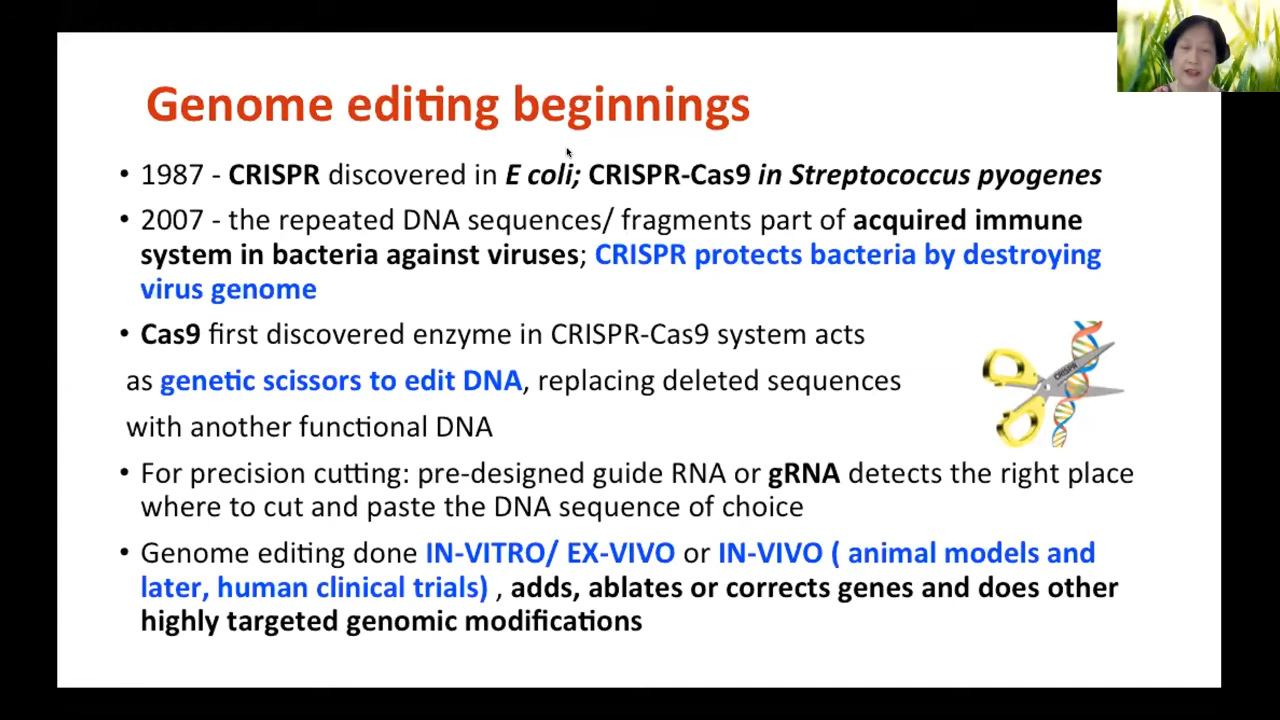 Genome editing beginnings
• 1987 - CRISPR discovered in E coli; CRISPR-Cas9 in Streptococcus pyogenes
• 2007 - the repeated DNA sequences/ fragments part of acquired immune
system in bacteria against viruses; CRISPR protects bacteria by destroying
virus genome
• Cas9 first discovered enzyme in CRISPR-Cas9 system acts
as genetic scissors to edit DNA, replacing deleted sequences
with another functional DNA
CRISPR
• For precision cutting: pre-designed guide RNA or gRNA detects the right place
where to cut and paste the DNA sequence of choice
• Genome editing done IN-VITRO/ EX-VIVO or IN-VIVO ( animal models and
later, human clinical trials) , adds, ablates or corrects genes and does other
highly targeted genomic modifications